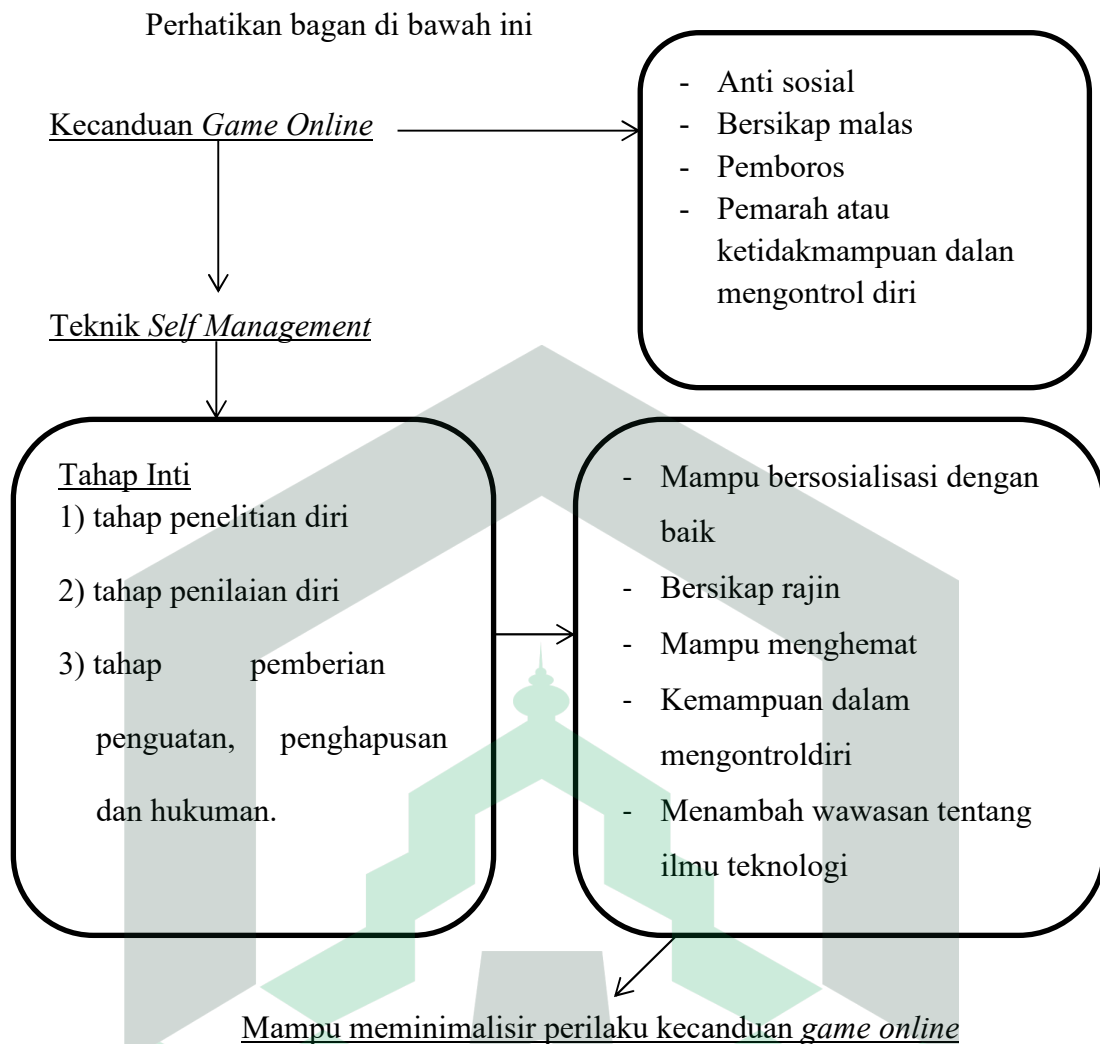 Perhatikan bagan di bawah ini
Kecanduan Game Online
- Anti sosial
- Bersikap malas
- Pemboros
- Pemarah atau
ketidakmampuan dalan
mengontrol diri
Teknik Self Management
Tahap Inti
1) tahap penelitian diri
2) tahap penilaian diri
3) tahap pemberian
penguatan, penghapusan
dan hukuman.
- Mampu bersosialisasi dengan
baik
- Bersikap rajin
- Mampu menghemat
- Kemampuan dalam
mengontroldiri
- Menambah wawasan tentang
ilmu teknologi
Mampu meminimalisir perilaku kecanduan game online